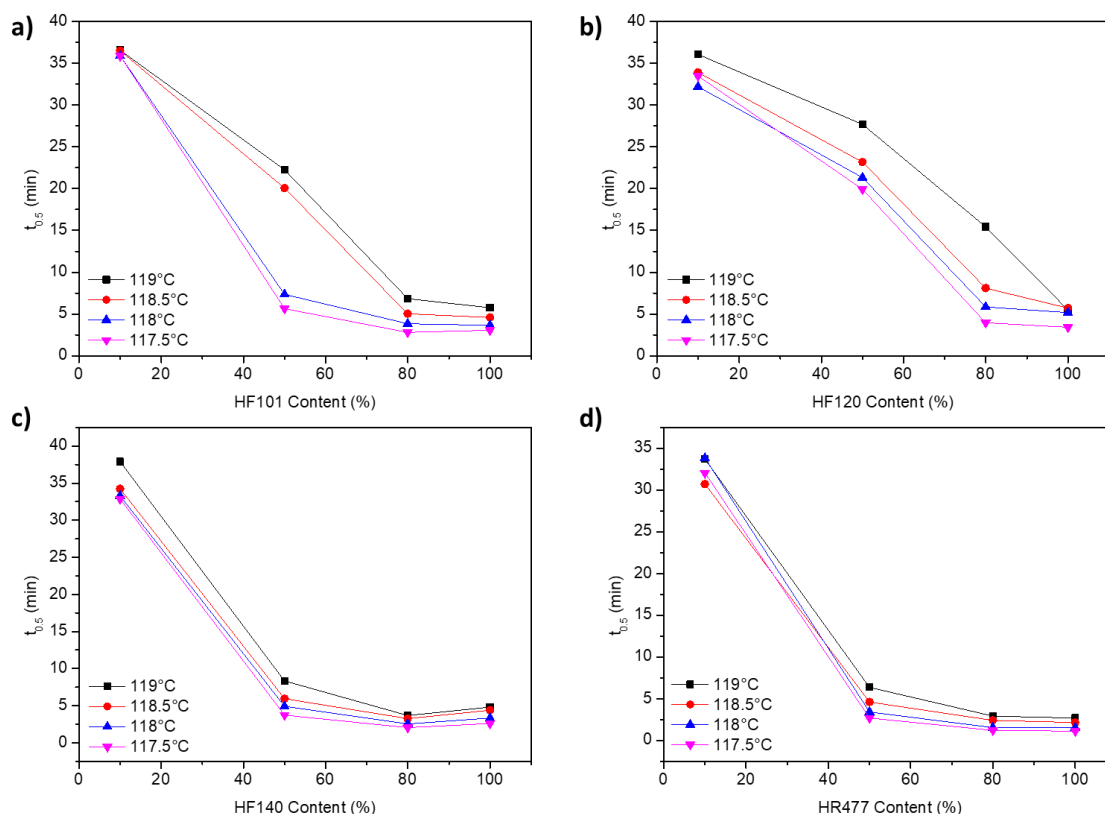 a)
40
35
30
25
20
15
10
5
0
t0.5 (min)
119°C
118.5°C
118°C
117.5°C
0 20 40 60 80 100
HF101 Content (%)
b)
40
35
30
25
20
15
10
5
0
t0.5 (min)
119°C
118.5°C
118°C
117.5°C
0 20 40 60 80 100
HF120 Content (%)
c)
40
35
30
25
20
15
10
5
0
t0.5 (min)
119°C
118.5°C
118°C
117.5°C
0 20 40 60 80 100
HF140 Content (%)
d)
35
30
25
20
15
10
5
0
t0.5 (min)
119°C
118.5°C
118°C
117.5°C
0 20 40 60 80 100
HR477 Content (%)